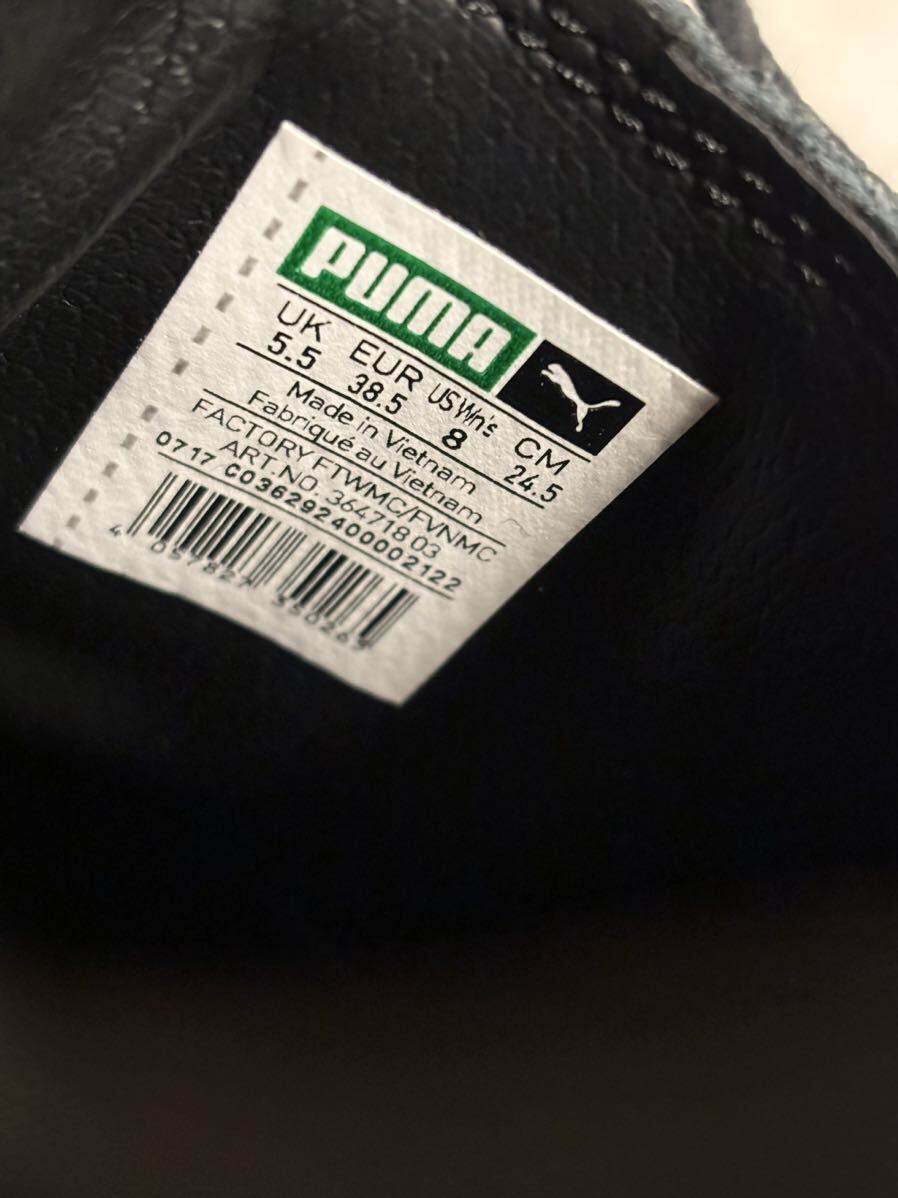 PUMA
UK EUR US Wn's CM
5.5 38.5 8 24.5
Made in Vietnam
Fabriqué au Vietnam
FACTORY FTWMC/FVNMC
ART.NO. 364718 03
0717 C036292400002122